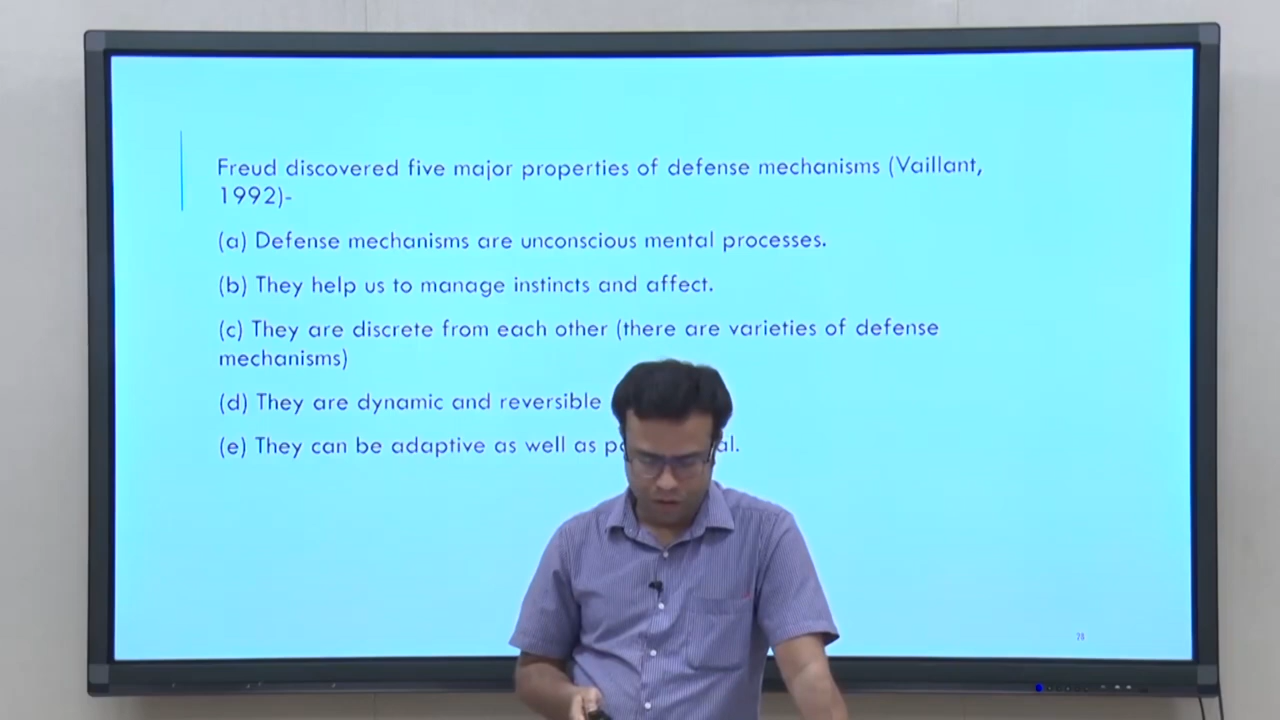 Freud discovered five major properties of defense mechanisms (Vaillant,
1992)-
(a) Defense mechanisms are unconscious mental processes.
(b) They help us to manage instincts and affect.
(c) They are discrete from each other (there are varieties of defense
mechanisms)
(d) They are dynamic and reversible
(e) They can be adaptive as well as
78